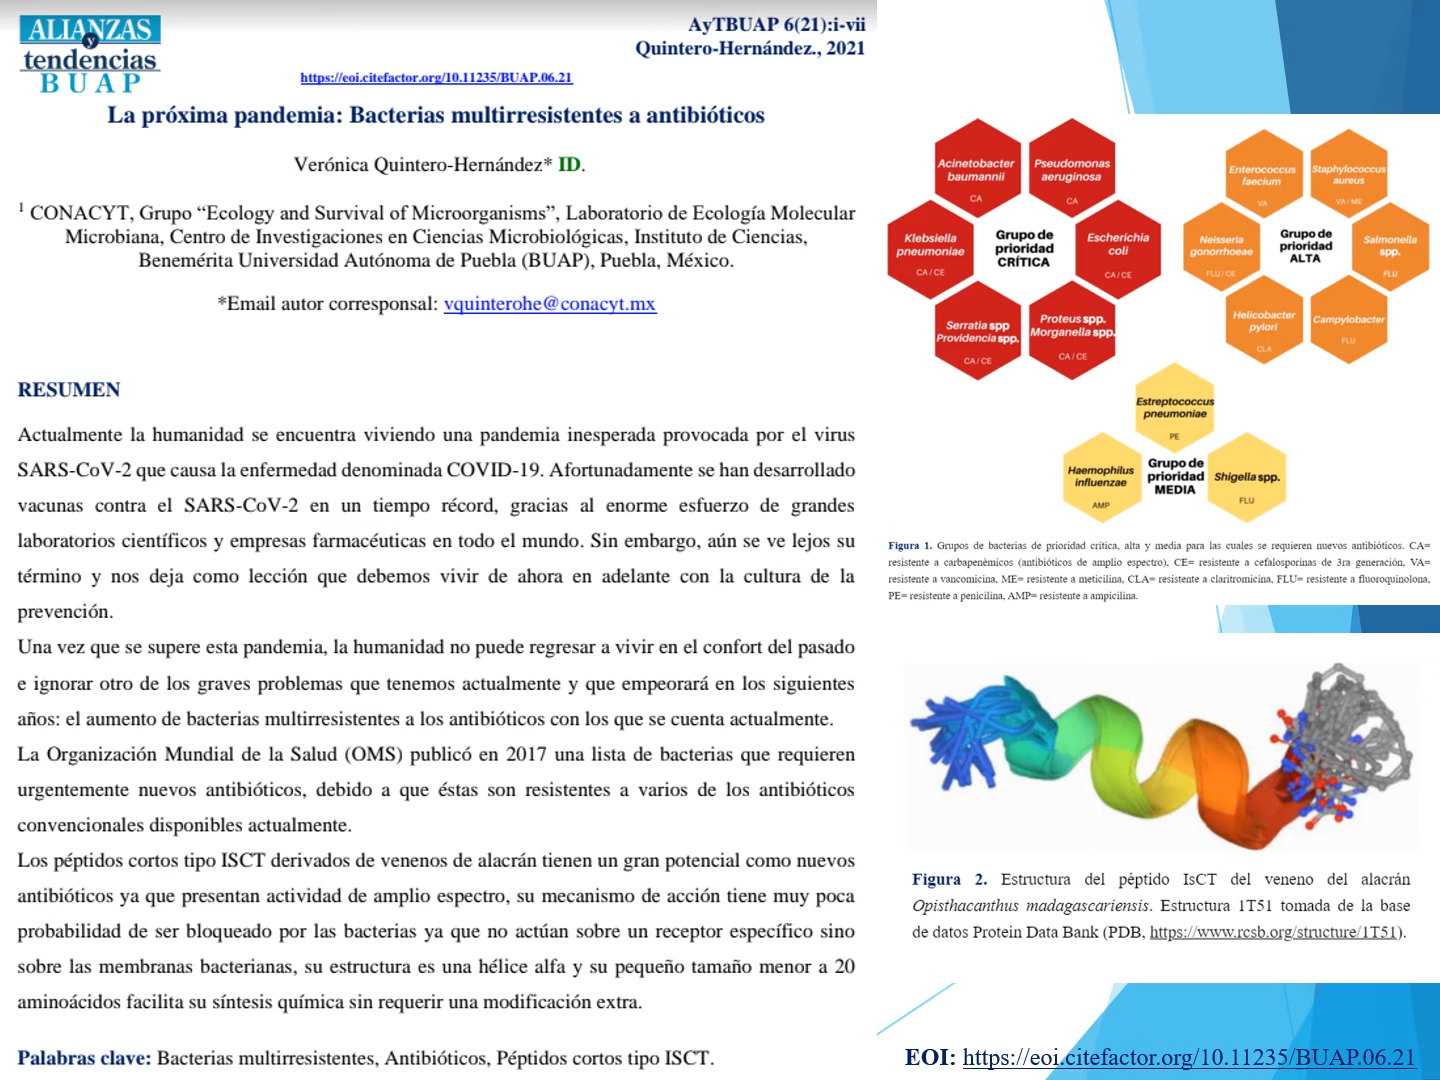 ALIANZAS
y
tendencias
BUAP
AyTBUAP 6(21):i-vii
Quintero-Hernández., 2021
https://eoi.citefactor.org/10.11235/BUAP.06.21
La próxima pandemia: Bacterias multirresistentes a antibióticos
Verónica Quintero-Hernández* ID.
1 CONACYT, Grupo “Ecology and Survival of Microorganisms”, Laboratorio de Ecología Molecular
Microbiana, Centro de Investigaciones en Ciencias Microbiológicas, Instituto de Ciencias,
Benemérita Universidad Autónoma de Puebla (BUAP), Puebla, México.
*Email autor corresponsal: vquinterohe@conacyt.mx
RESUMEN
Actualmente la humanidad se encuentra viviendo una pandemia inesperada provocada por el virus
SARS-CoV-2 que causa la enfermedad denominada COVID-19. Afortunadamente se han desarrollado
vacunas contra el SARS-CoV-2 en un tiempo récord, gracias al enorme esfuerzo de grandes
laboratorios científicos y empresas farmacéuticas en todo el mundo. Sin embargo, aún se ve lejos su
término y nos deja como lección que debemos vivir de ahora en adelante con la cultura de la
prevención.
Una vez que se supere esta pandemia, la humanidad no puede regresar a vivir en el confort del pasado
e ignorar otro de los graves problemas que tenemos actualmente y que empeorará en los siguientes
años: el aumento de bacterias multirresistentes a los antibióticos con los que se cuenta actualmente.
La Organización Mundial de la Salud (OMS) publicó en 2017 una lista de bacterias que requieren
urgentemente nuevos antibióticos, debido a que éstas son resistentes a varios de los antibióticos
convencionales disponibles actualmente.
Los péptidos cortos tipo ISCT derivados de venenos de alacrán tienen un gran potencial como nuevos
antibióticos ya que presentan actividad de amplio espectro, su mecanismo de acción tiene muy poca
probabilidad de ser bloqueado por las bacterias ya que no actúan sobre un receptor específico sino
sobre las membranas bacterianas, su estructura es una hélice alfa y su pequeño tamaño menor a 20
aminoácidos facilita su síntesis química sin requerir una modificación extra.
Palabras clave: Bacterias multirresistentes, Antibióticos, Péptidos cortos tipo ISCT.
Acinetobacter
baumannii
CA
Pseudomonas
aeruginosa
CA
Klebsiella
pneumoniae
CA / CE
Grupo de
prioridad
CRÍTICA
Escherichia
coli
CA / CE
Serratia spp
Providencia spp.
CA / CE
Proteus spp.
Morganella spp.
CA / CE
Enterococcus
faecium
VA
Staphylococcus
aureus
VA / ME
Neisseria
gonorrhoeae
FLU / CE
Grupo de
prioridad
ALTA
Salmonella
spp.
FLU
Helicobacter
pylori
CLA
Campylobacter
FLU
Estreptococcus
pneumoniae
PE
Haemophilus
influenzae
AMP
Grupo de
prioridad
MEDIA
Shigella spp.
FLU
Figura 1. Grupos de bacterias de prioridad crítica, alta y media para las cuales se requieren nuevos antibióticos. CA=
resistente a carbapenémicos (antibióticos de amplio espectro), CE= resistente a cefalosporinas de 3ra generación, VA=
resistente a vancomicina, ME= resistente a meticilina, CLA= resistente a claritromicina, FLU= resistente a fluoroquinolona,
PE= resistente a penicilina, AMP= resistente a ampicilina.
Figura 2. Estructura del péptido IsCT del veneno del alacrán
Opisthacanthus madagascariensis. Estructura 1T51 tomada de la base
de datos Protein Data Bank (PDB, https://www.rcsb.org/structure/1T51).
EOI: https://eoi.citefactor.org/10.11235/BUAP.06.21